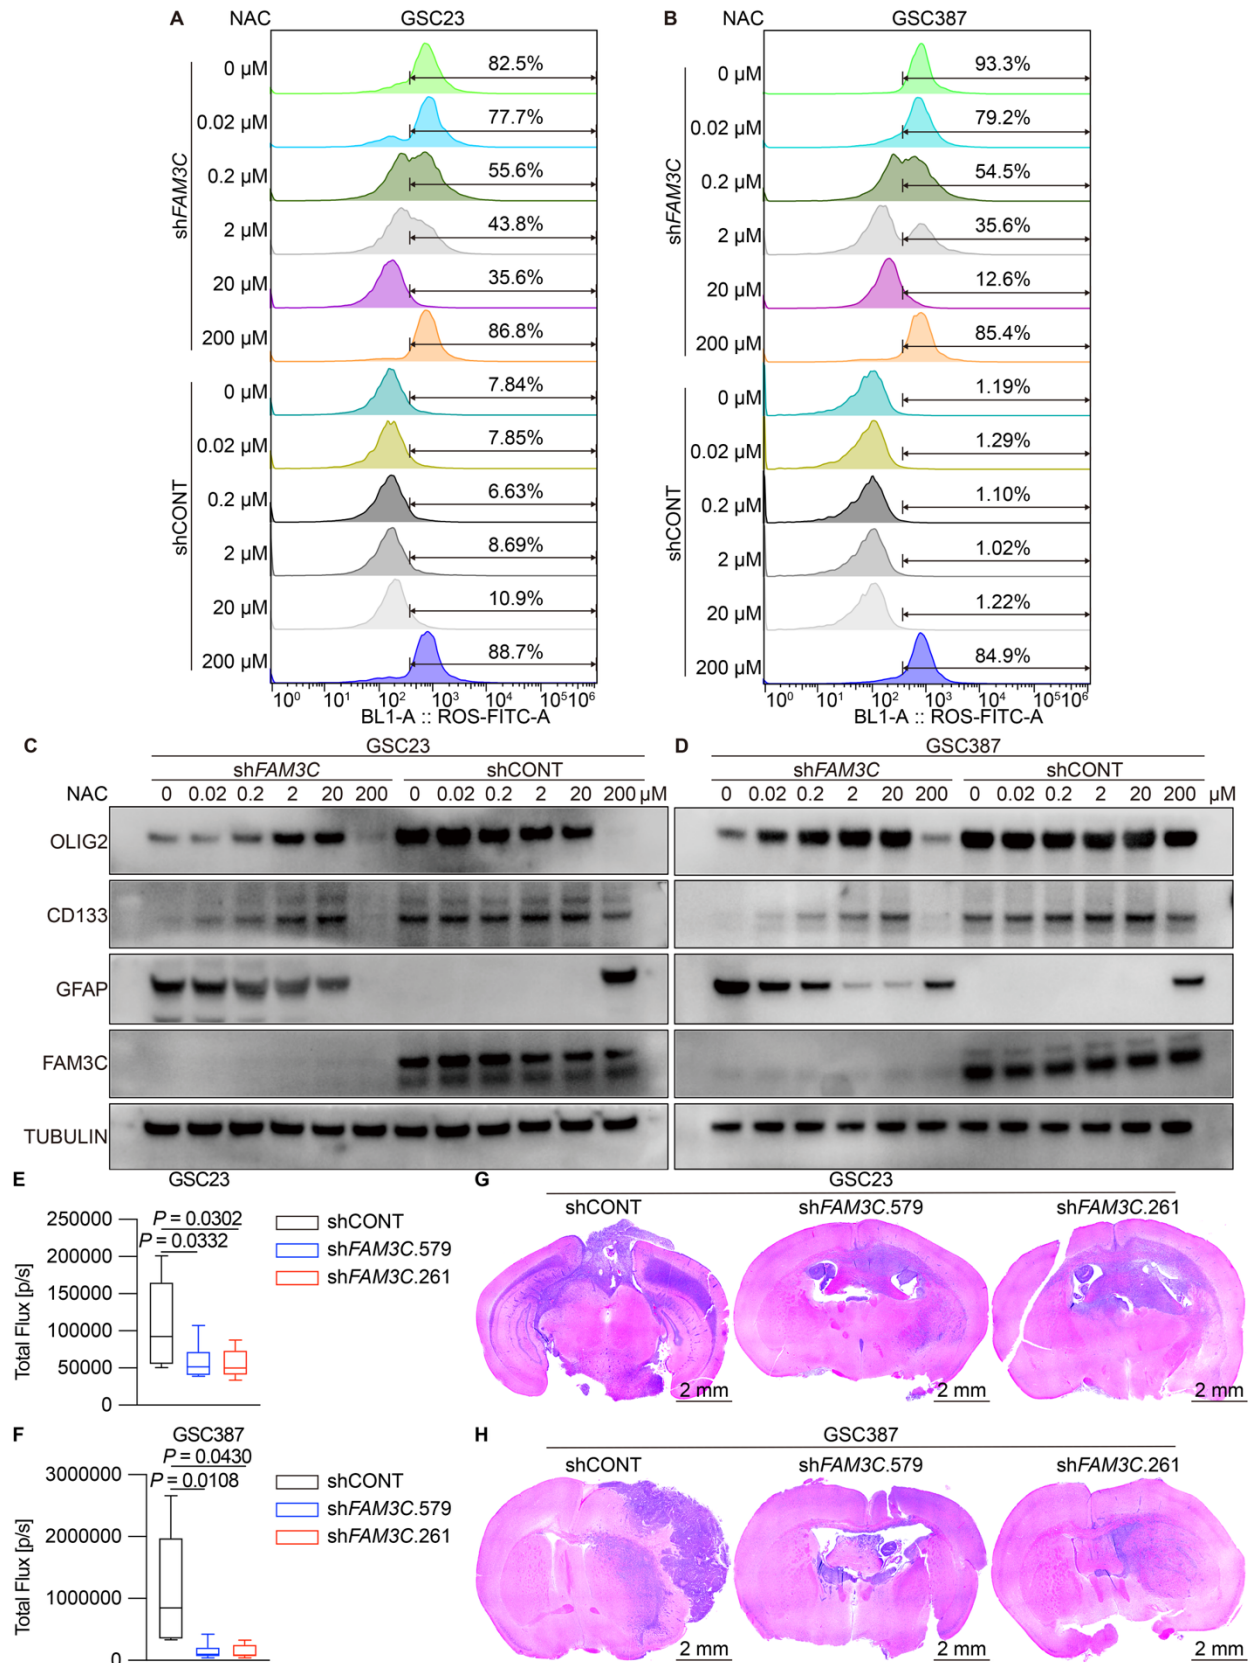 A NAC GSC23
shFAM3C
0 μM 82.5%
0.02 μM 77.7%
0.2 μM 55.6%
2 μM 43.8%
20 μM 35.6%
200 μM 86.8%
shCONT
0 μM 7.84%
0.02 μM 7.85%
0.2 μM 6.63%
2 μM 8.69%
20 μM 10.9%
200 μM 88.7%
10⁰ 10¹ 10² 10³ 10⁴ 10⁵ 10⁶
BL1-A :: ROS-FITC-A
B NAC GSC387
shFAM3C
0 μM 93.3%
0.02 μM 79.2%
0.2 μM 54.5%
2 μM 35.6%
20 μM 12.6%
200 μM 85.4%
shCONT
0 μM 1.19%
0.02 μM 1.29%
0.2 μM 1.10%
2 μM 1.02%
20 μM 1.22%
200 μM 84.9%
10⁰ 10¹ 10² 10³ 10⁴ 10⁵ 10⁶
BL1-A :: ROS-FITC-A
C GSC23
shFAM3C shCONT
NAC 0 0.02 0.2 2 20 200 0 0.02 0.2 2 20 200 μM
OLIG2
CD133
GFAP
FAM3C
TUBULIN
D GSC387
shFAM3C shCONT
0 0.02 0.2 2 20 200 0 0.02 0.2 2 20 200 μM
E GSC23
P = 0.0302
P = 0.0332
Total Flux [p/s]
250000
200000
150000
100000
50000
0
shCONT
shFAM3C.579
shFAM3C.261
F GSC387
P = 0.0430
P = 0.0108
Total Flux [p/s]
3000000
2000000
1000000
0
shCONT
shFAM3C.579
shFAM3C.261
G GSC23
shCONT shFAM3C.579 shFAM3C.261
2 mm 2 mm 2 mm
H GSC387
shCONT shFAM3C.579 shFAM3C.261
2 mm 2 mm 2 mm